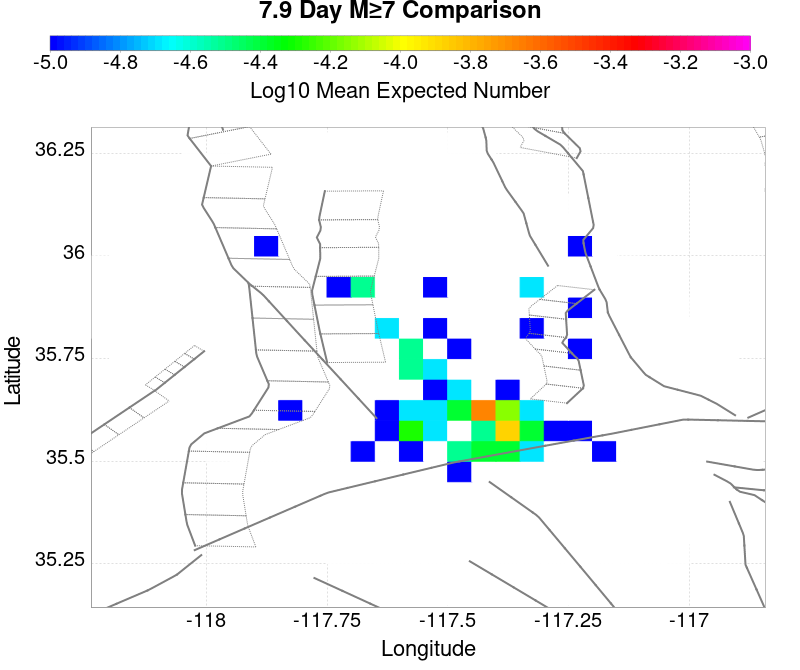 7.9 Day M≥7 Comparison
-5.0 -4.8 -4.6 -4.4 -4.2 -4.0 -3.8 -3.6 -3.4 -3.2 -3.0
Log10 Mean Expected Number
36.25
36
35.75
35.5
35.25
Latitude
-118 -117.75 -117.5 -117.25 -117
Longitude